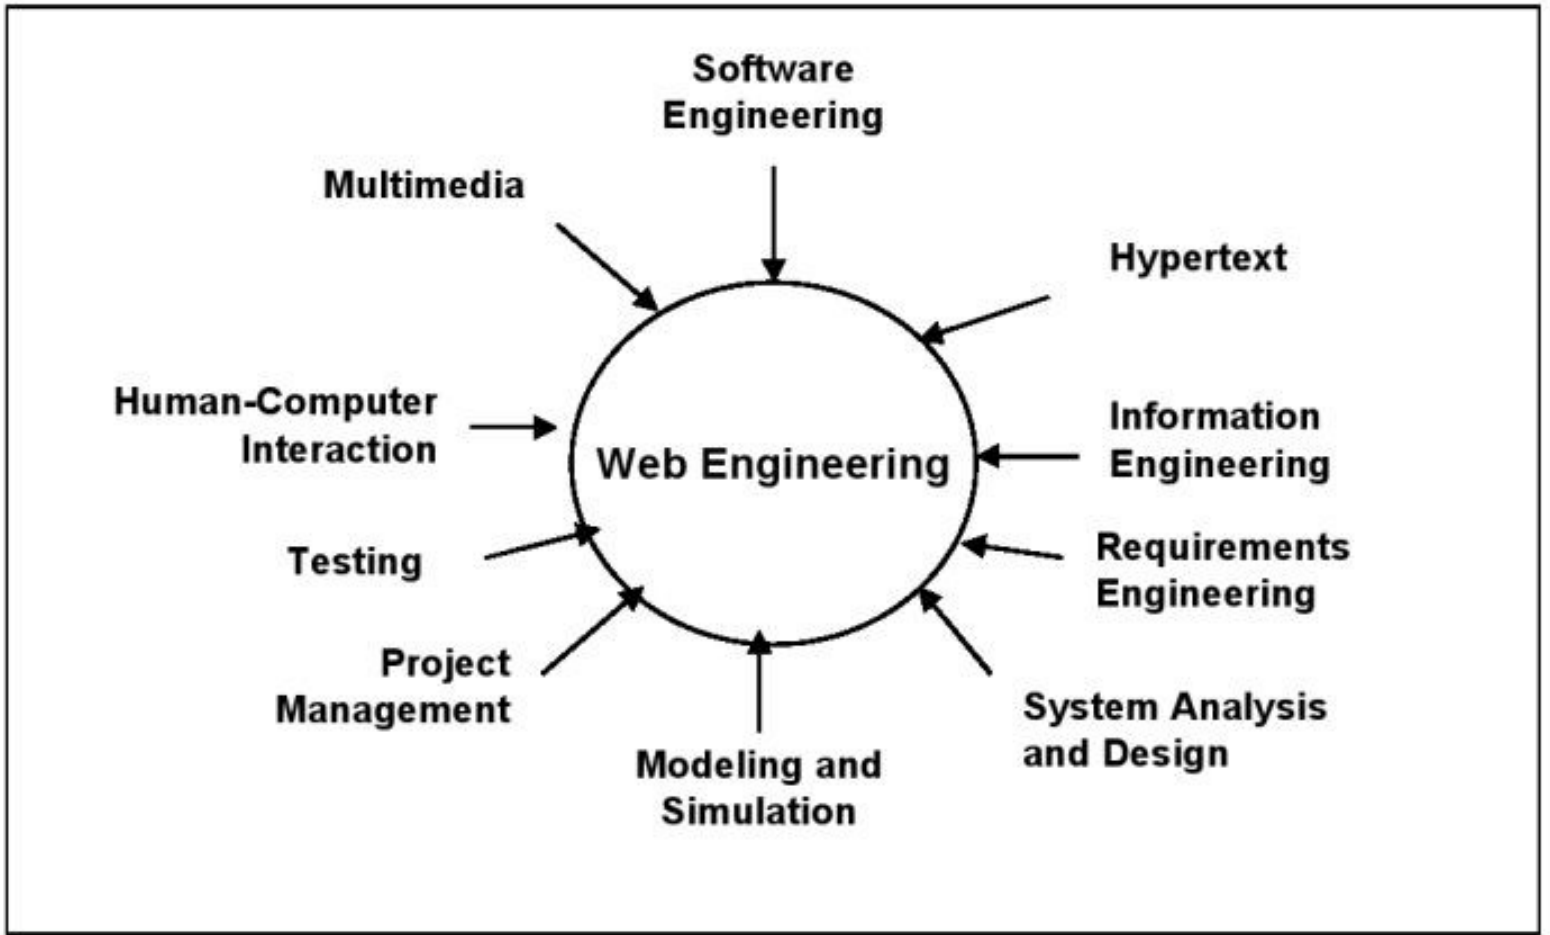 Software
Engineering
Multimedia
Hypertext
Human-Computer
Interaction
Information
Engineering
Web Engineering
Testing
Requirements
Engineering
Project
Management
System Analysis
and Design
Modeling and
Simulation